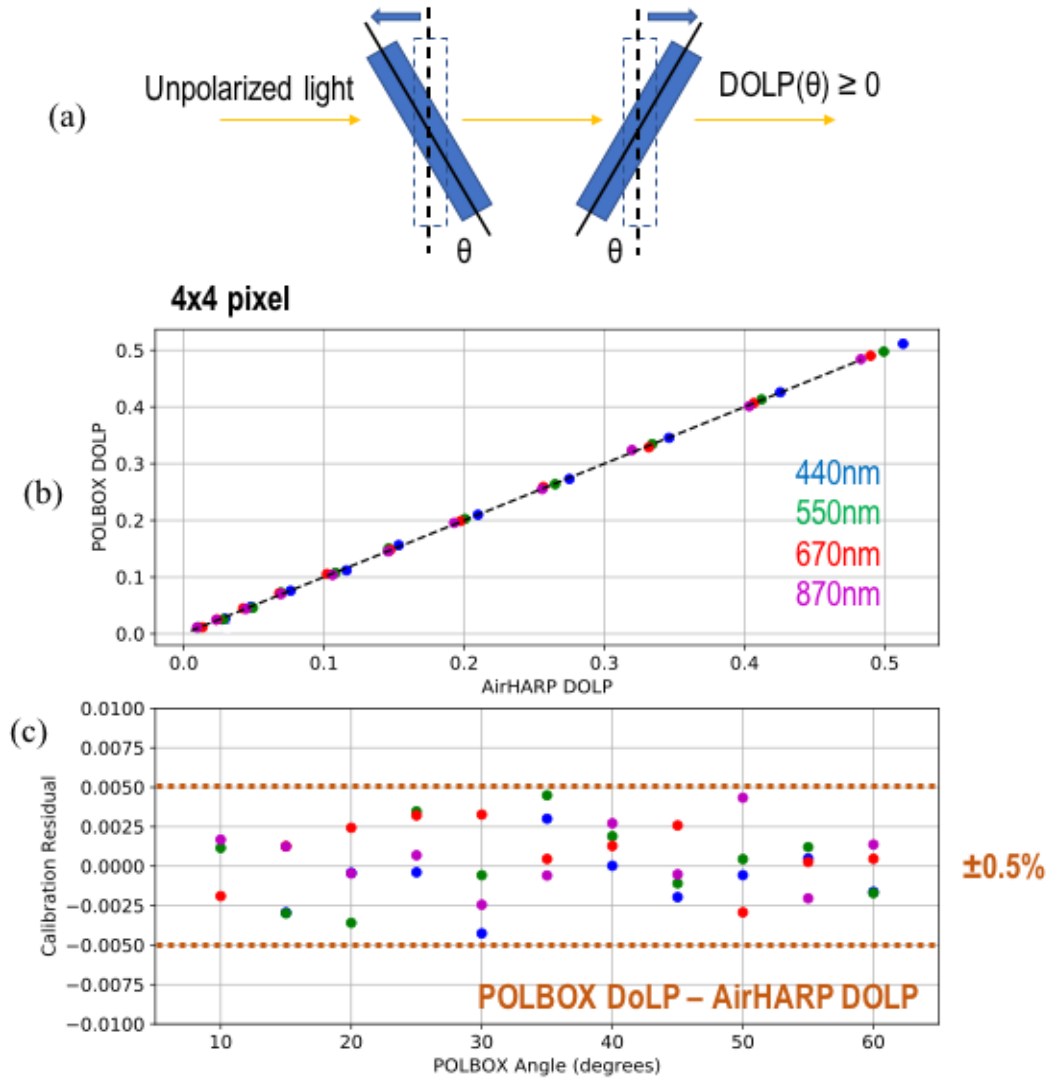 (a)
Unpolarized light
DOLP(θ) ≥ 0
θ
θ
4x4 pixel
(b)
POLBOX DOLP
0.5
0.4
0.3
0.2
0.1
0.0
440nm
550nm
670nm
870nm
0.0 0.1 0.2 0.3 0.4 0.5
AirHARP DOLP
(c)
Calibration Residual
0.0100
0.0075
0.0050
0.0025
0.0000
−0.0025
−0.0050
−0.0075
−0.0100
±0.5%
POLBOX DoLP – AirHARP DOLP
10 20 30 40 50 60
POLBOX Angle (degrees)